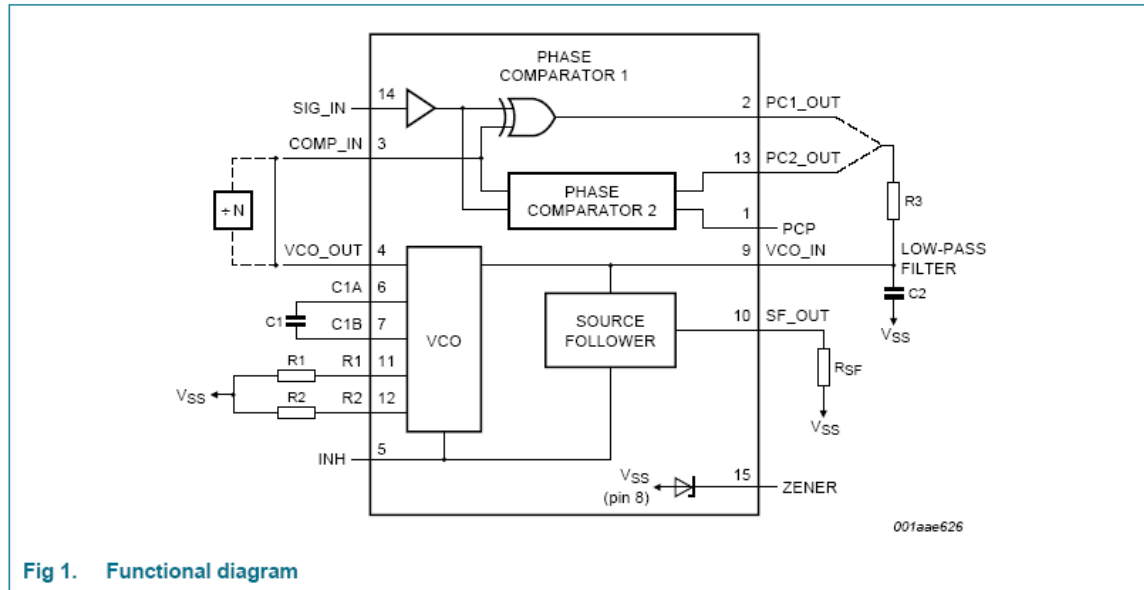 PHASE
COMPARATOR 1
SIG_IN
14
2
PC1_OUT
COMP_IN
3
13
PC2_OUT
÷ N
PHASE
COMPARATOR 2
R3
1
PCP
VCO_OUT
4
9
VCO_IN
LOW-PASS
FILTER
C1A
6
C2
C1
C1B
7
VCO
SOURCE
FOLLOWER
10
SF_OUT
VSS
R1
R1
11
RSF
VSS
R2
R2
12
VSS
INH
5
VSS
(pin 8)
15
ZENER
001aae626
Fig 1. Functional diagram